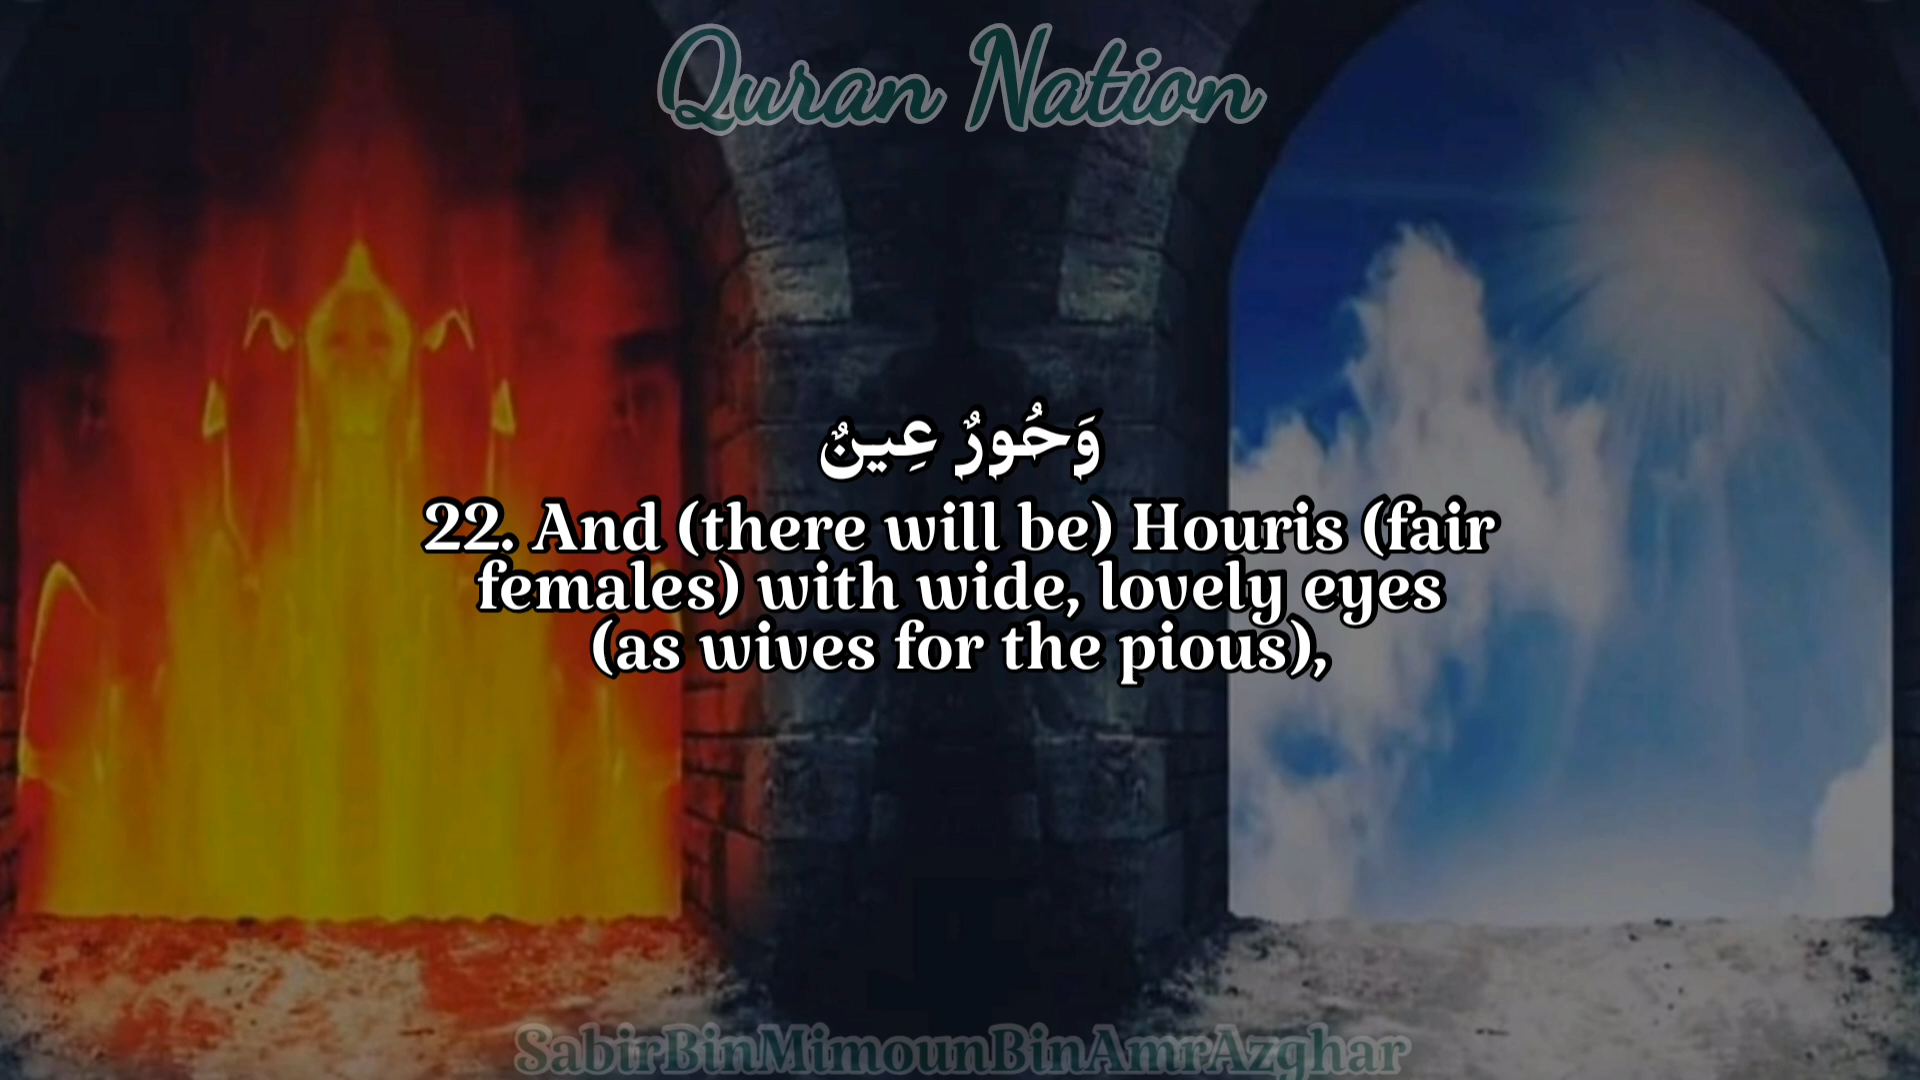 Quran Nation
وَحُورٌ عِينٌ
22. And (there will be) Houris (fair
females) with wide, lovely eyes
(as wives for the pious),
SabirBinMimounBinAmrAzghar